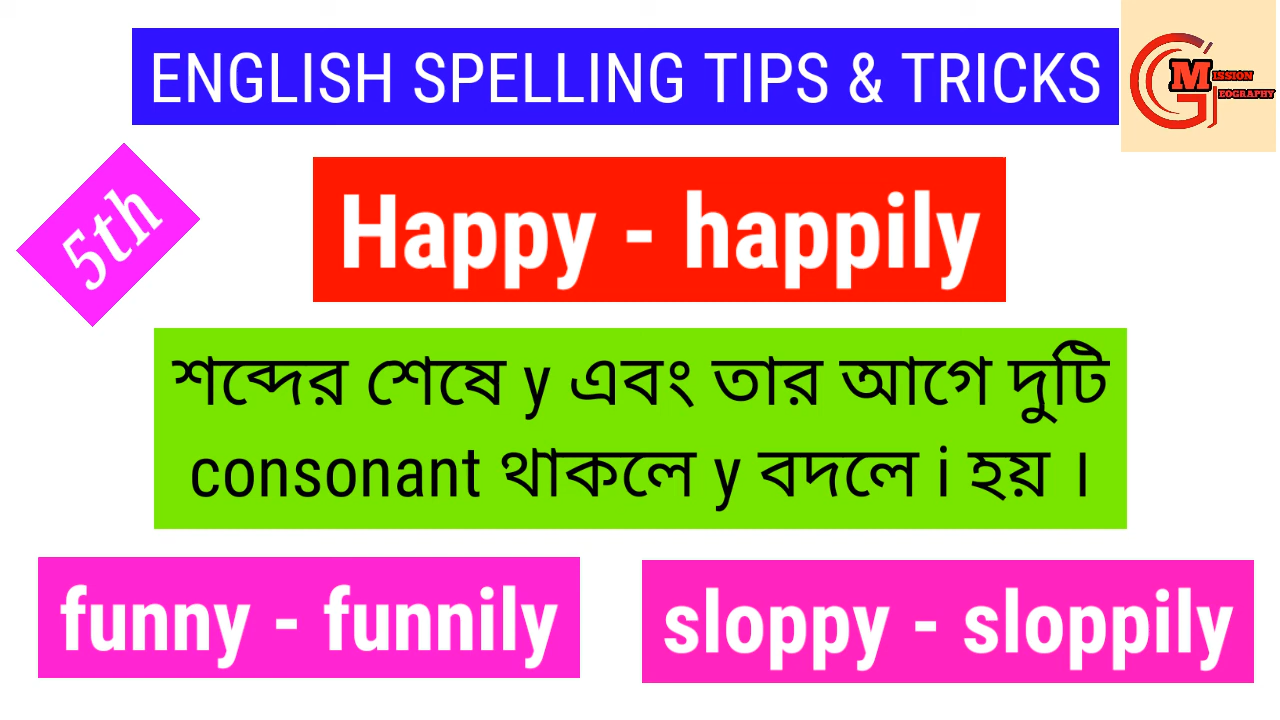 ENGLISH SPELLING TIPS & TRICKS
MISSION
GEOGRAPHY
5th
Happy - happily
শব্দের শেষে y এবং তার আগে দুটি
consonant থাকলে y বদলে i হয় ।
funny - funnily
sloppy - sloppily